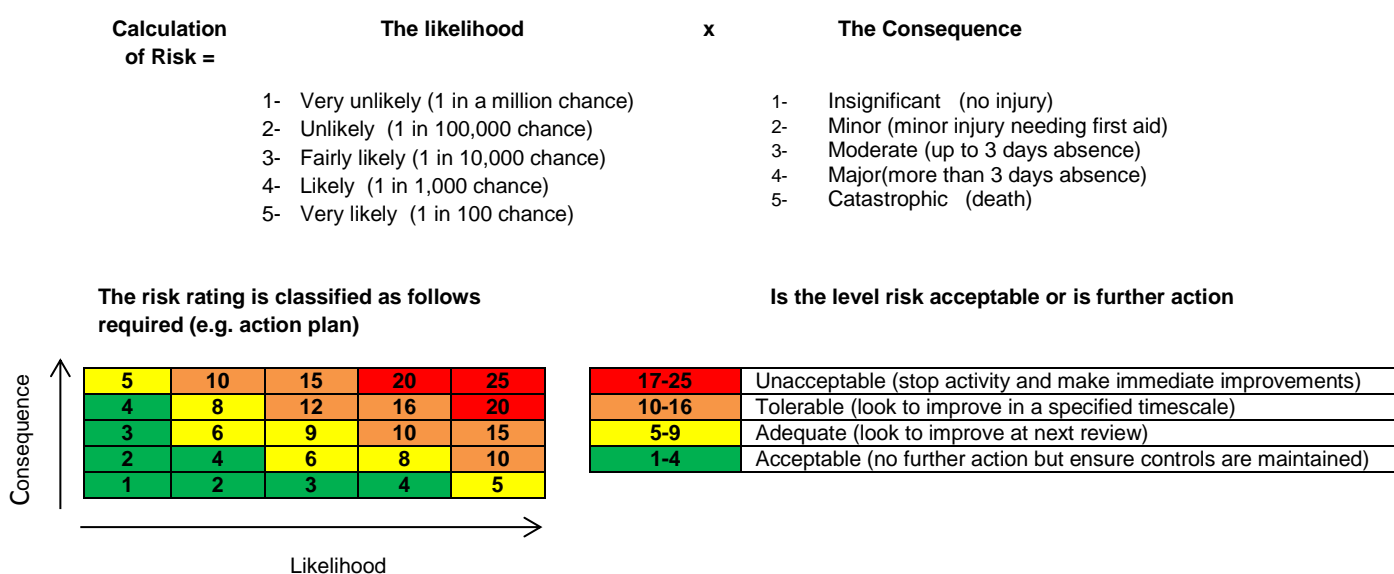 Calculation of Risk = The likelihood x The Consequence
1- Very unlikely (1 in a million chance)
2- Unlikely (1 in 100,000 chance)
3- Fairly likely (1 in 10,000 chance)
4- Likely (1 in 1,000 chance)
5- Very likely (1 in 100 chance)
1- Insignificant (no injury)
2- Minor (minor injury needing first aid)
3- Moderate (up to 3 days absence)
4- Major(more than 3 days absence)
5- Catastrophic (death)
The risk rating is classified as follows Is the level risk acceptable or is further action
required (e.g. action plan)
Consequence
5 10 15 20 25
4 8 12 16 20
3 6 9 10 15
2 4 6 8 10
1 2 3 4 5
Likelihood
17-25 Unacceptable (stop activity and make immediate improvements)
10-16 Tolerable (look to improve in a specified timescale)
5-9 Adequate (look to improve at next review)
1-4 Acceptable (no further action but ensure controls are maintained)